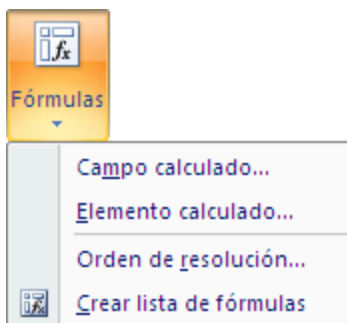 Fórmulas
Campo calculado...
Elemento calculado...
Orden de resolución...
Crear lista de fórmulas